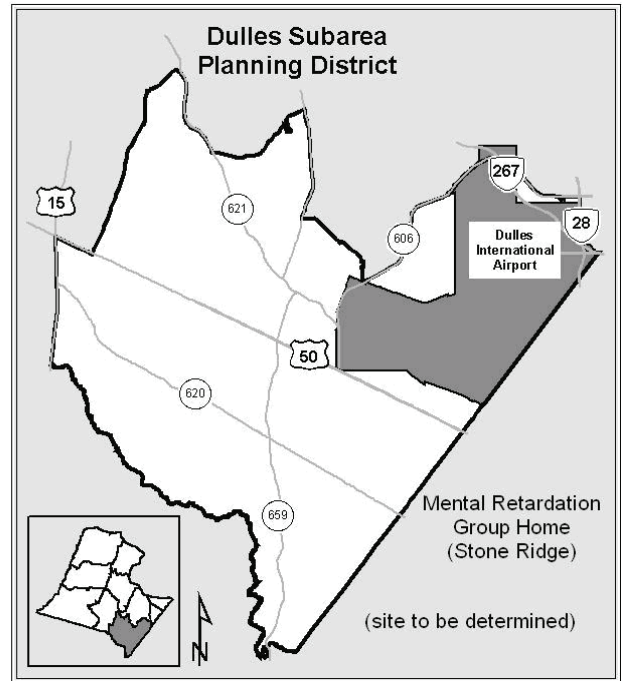 Dulles Subarea
Planning District
15
621
267
606
28
Dulles
International
Airport
50
620
659
Mental Retardation
Group Home
(Stone Ridge)
(site to be determined)
N